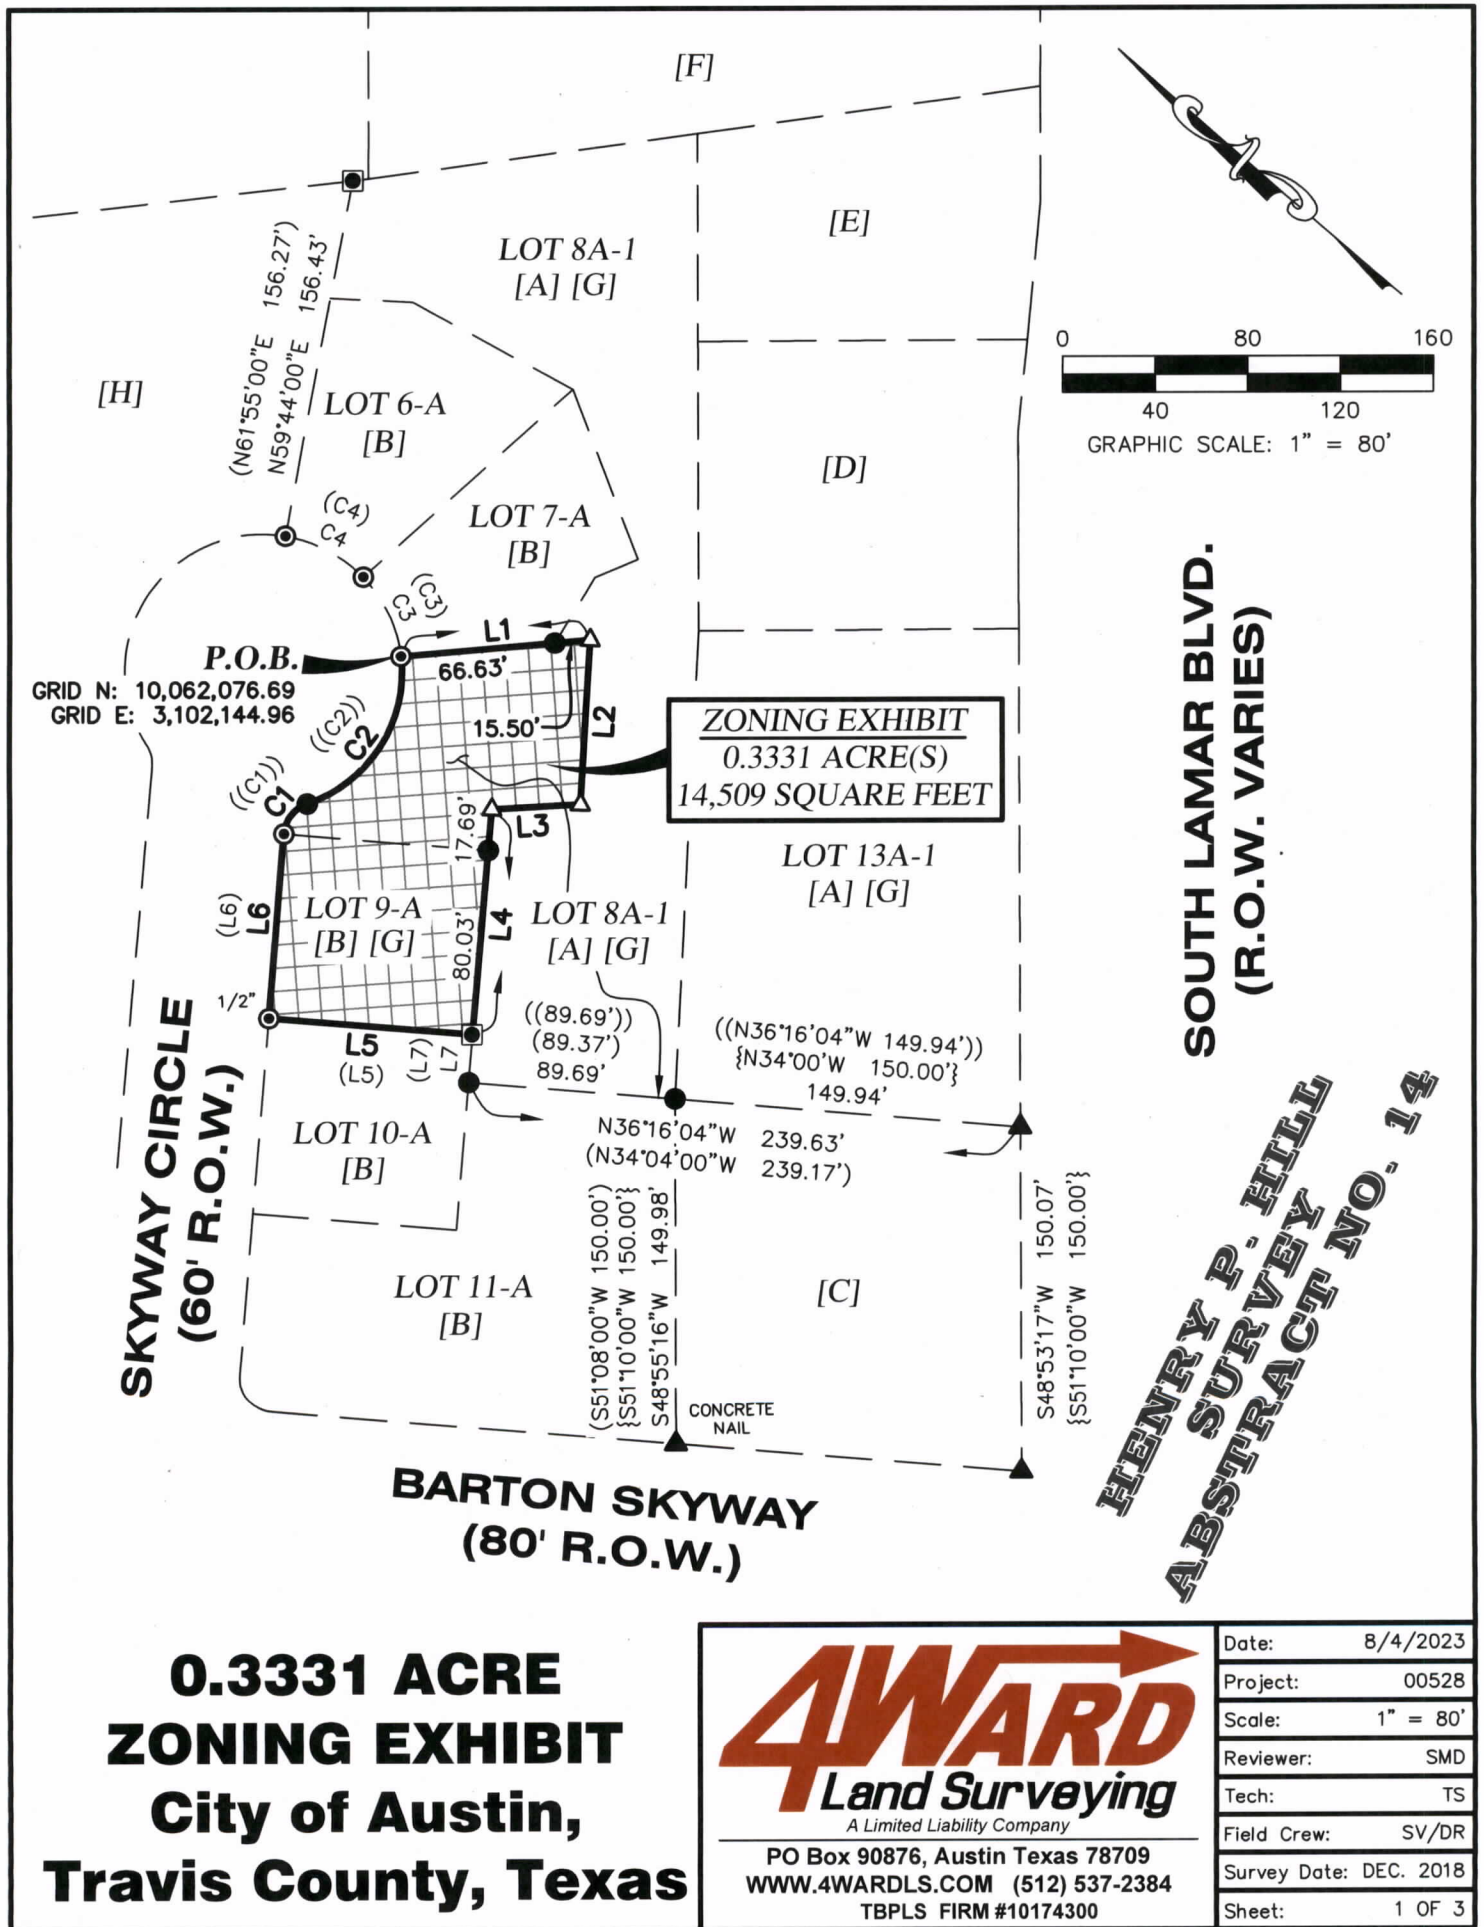 [F]
[E]
LOT 8A-1
[A] [G]
(N61°55'00"E 156.27')
N59°44'00"E 156.43'
[H]
LOT 6-A
[B]
0 80 160
40 120
GRAPHIC SCALE: 1" = 80'
[D]
(C4)
C4
LOT 7-A
[B]
(C3)
C3
L1
P.O.B.
66.63'
GRID N: 10,062,076.69
GRID E: 3,102,144.96
((C2))
C2
15.50'
L2
ZONING EXHIBIT
0.3331 ACRE(S)
14,509 SQUARE FEET
((C1))
C1
17.69'
L3
SOUTH LAMAR BLVD.
(R.O.W. VARIES)
LOT 13A-1
[A] [G]
(L6)
L6
LOT 9-A
[B] [G]
80.03'
L4
LOT 8A-1
[A] [G]
1/2"
L5
(L5)
(L7)
L7
((89.69'))
(89.37')
89.69'
((N36°16'04"W 149.94'))
{N34°00'W 150.00'}
149.94'
SKYWAY CIRCLE
(60' R.O.W.)
LOT 10-A
[B]
N36°16'04"W 239.63'
(N34°04'00"W 239.17')
(S51°08'00"W 150.00')
{S51°10'00"W 150.00'}
S48°55'16"W 149.98'
S48°53'17"W 150.07'
{S51°10'00"W 150.00'}
LOT 11-A
[B]
[C]
HENRY P. HILL
SURVEY
ABSTRACT NO. 14
CONCRETE
NAIL
BARTON SKYWAY
(80' R.O.W.)
0.3331 ACRE
ZONING EXHIBIT
City of Austin,
Travis County, Texas
4WARD
Land Surveying
A Limited Liability Company
PO Box 90876, Austin Texas 78709
WWW.4WARDLS.COM (512) 537-2384
TBPLS FIRM #10174300
Date: 8/4/2023
Project: 00528
Scale: 1" = 80'
Reviewer: SMD
Tech: TS
Field Crew: SV/DR
Survey Date: DEC. 2018
Sheet: 1 OF 3